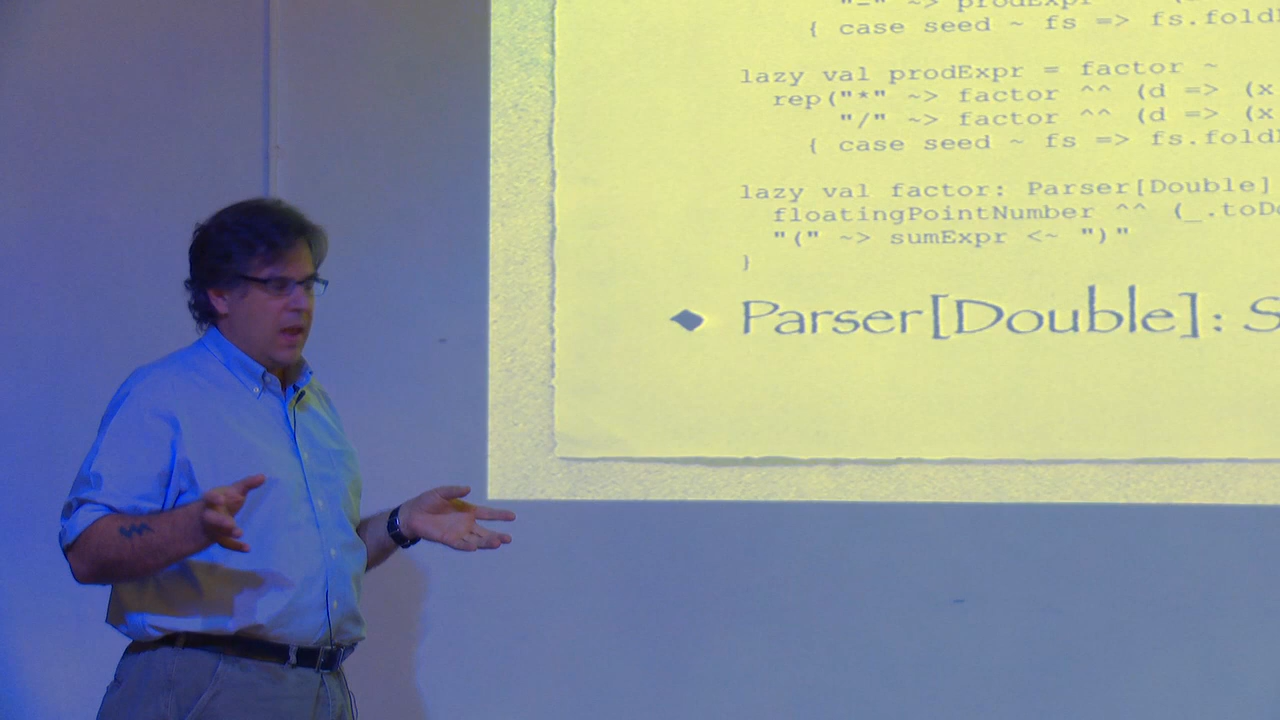 "-" ~> prodExpr
{ case seed ~ fs => fs.fold
lazy val prodExpr = factor ~
rep("*" ~> factor ^^ (d => (x
"/" ~> factor ^^ (d => (x
{ case seed ~ fs => fs.fold
lazy val factor: Parser[Double]
floatingPointNumber ^^ (_.toDo
"(" ~> sumExpr <~ ")"
}
◆ Parser[Double]: S